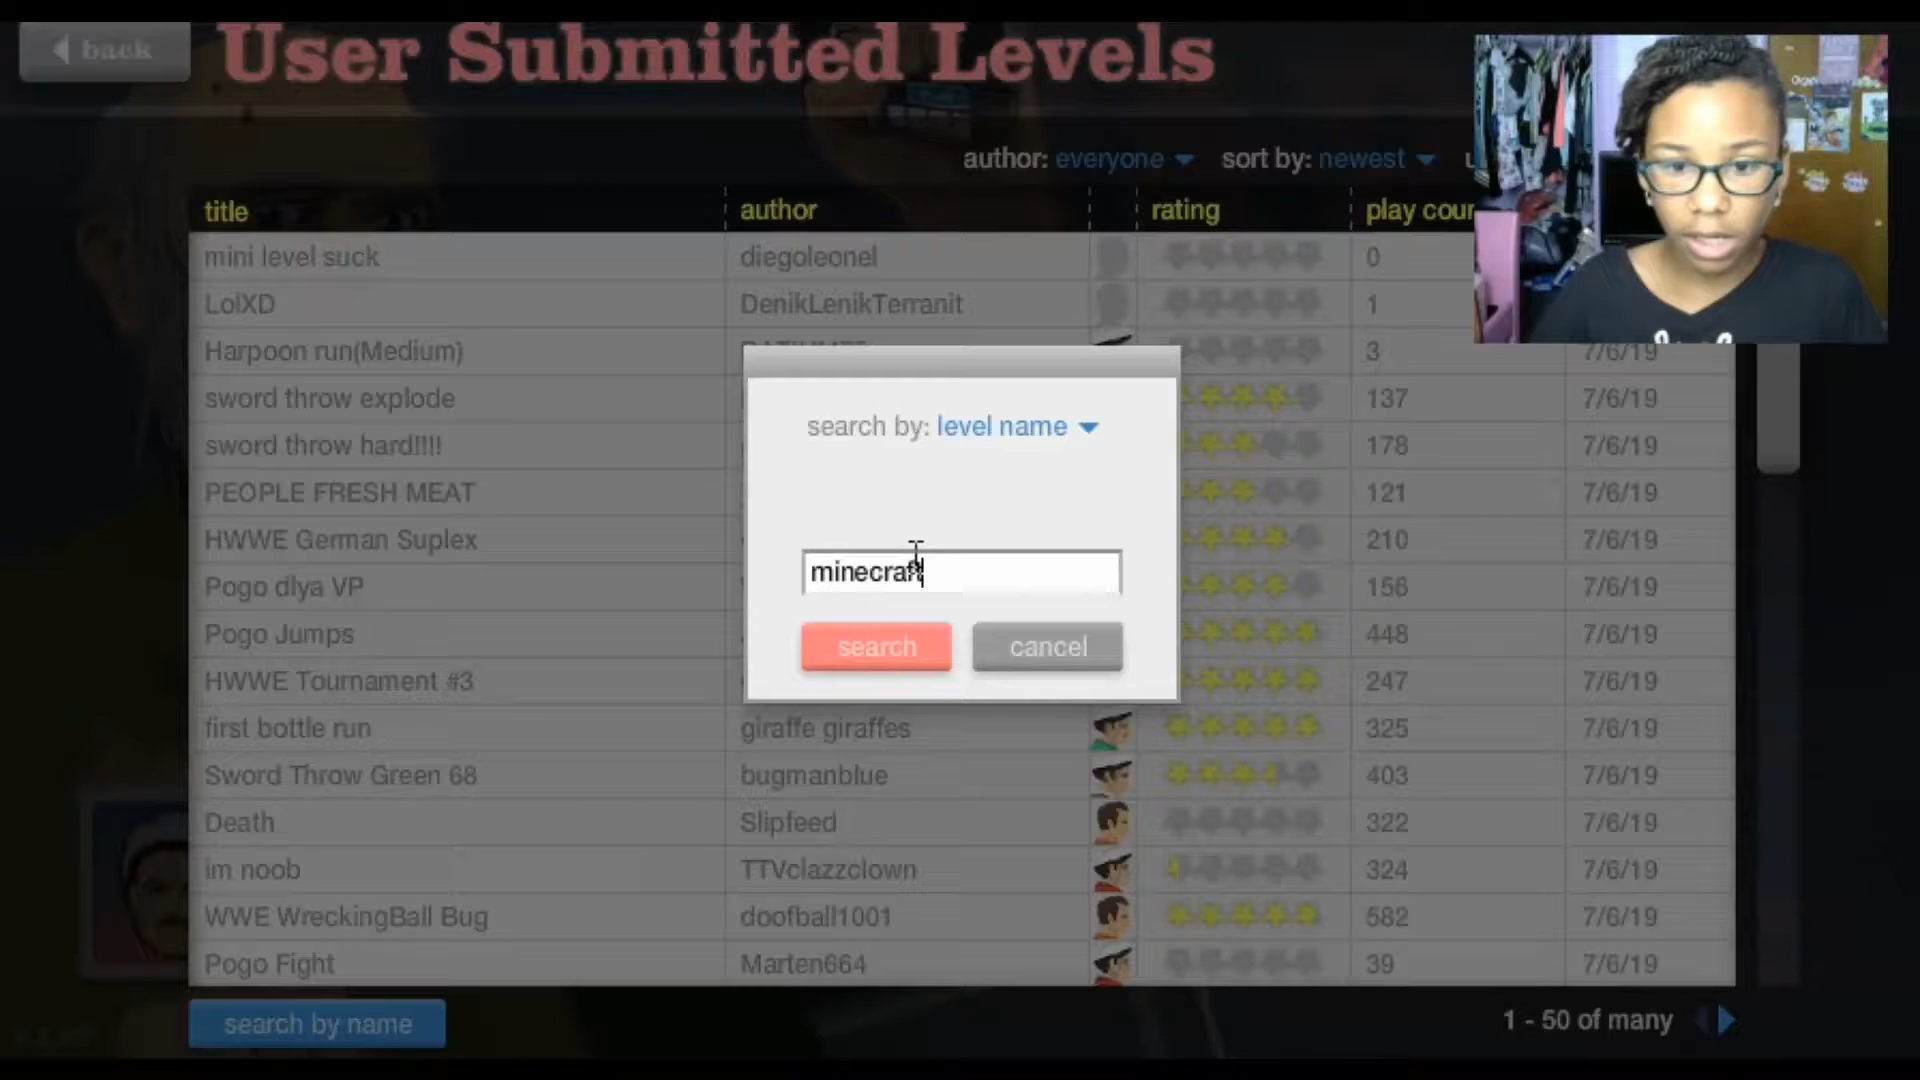 back
User Submitted Levels
author: everyone sort by: newest
title author rating play cour
mini level suck diegoleonel 0
LolXD DenikLenikTerranit 1
Harpoon run(Medium) 3 7/6/19
sword throw explode 137 7/6/19
sword throw hard!!!! 178 7/6/19
PEOPLE FRESH MEAT 121 7/6/19
HWWE German Suplex 210 7/6/19
Pogo dlya VP 156 7/6/19
Pogo Jumps 448 7/6/19
HWWE Tournament #3 247 7/6/19
first bottle run giraffe giraffes 325 7/6/19
Sword Throw Green 68 bugmanblue 403 7/6/19
Death Slipfeed 322 7/6/19
im noob TTVclazzclown 324 7/6/19
WWE WreckingBall Bug doofball1001 582 7/6/19
Pogo Fight Marten664 39 7/6/19
search by: level name
minecraft
search cancel
search by name
1 - 50 of many